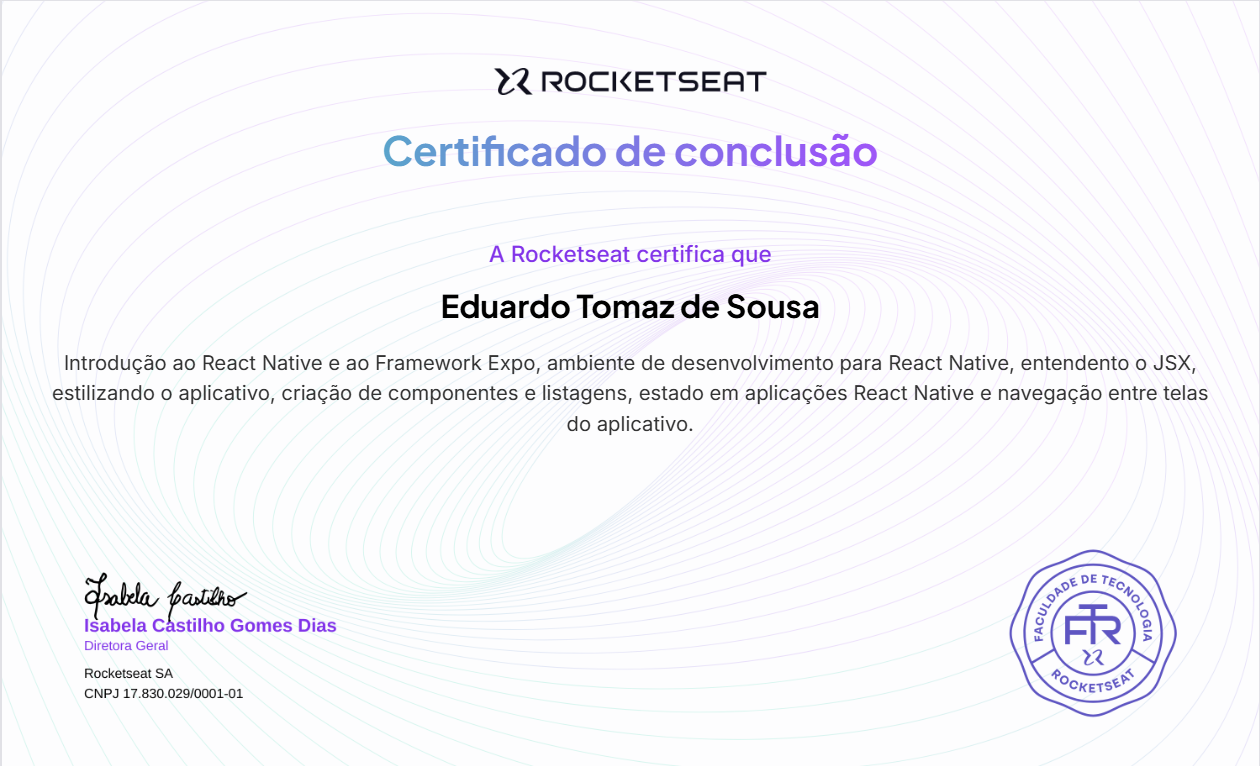 ROCKETSEAT
Certificado de conclusão
A Rocketseat certifica que
Eduardo Tomaz de Sousa
Introdução ao React Native e ao Framework Expo, ambiente de desenvolvimento para React Native, entendento o JSX,
estilizando o aplicativo, criação de componentes e listagens, estado em aplicações React Native e navegação entre telas
do aplicativo.
Isabela Castilho
Isabela Castilho Gomes Dias
Diretora Geral
Rocketseat SA
CNPJ 17.830.029/0001-01
FACULDADE DE TECNOLOGIA
FTR
ROCKETSEAT